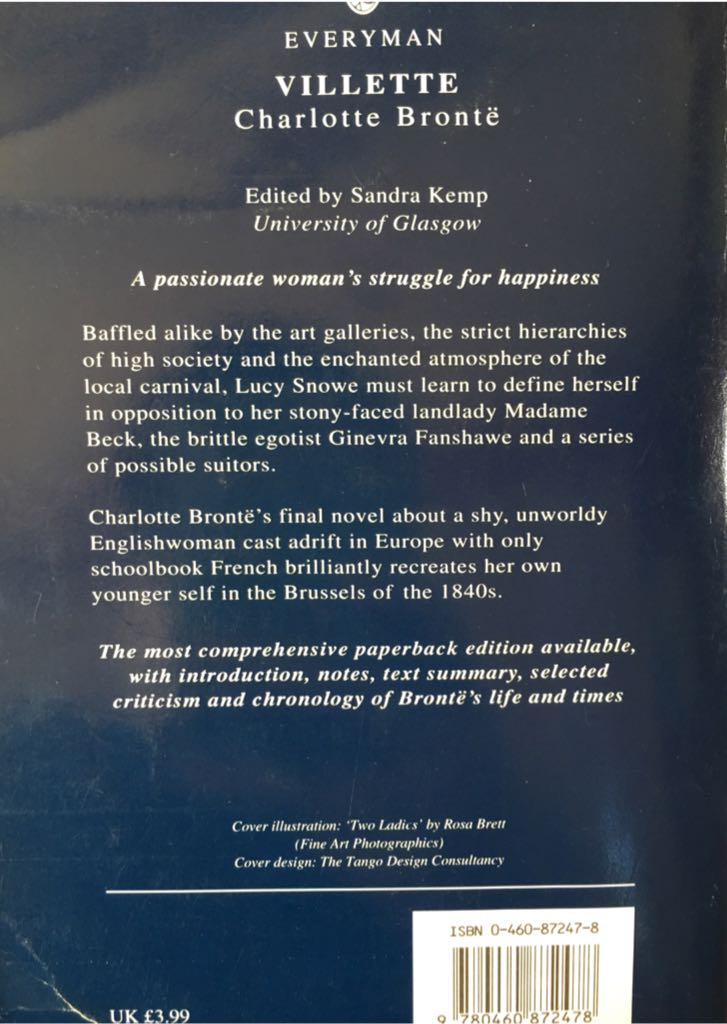 EVERYMAN
VILLETTE
Charlotte Brontë
Edited by Sandra Kemp
University of Glasgow
A passionate woman's struggle for happiness
Baffled alike by the art galleries, the strict hierarchies
of high society and the enchanted atmosphere of the
local carnival, Lucy Snowe must learn to define herself
in opposition to her stony-faced landlady Madame
Beck, the brittle egotist Ginevra Fanshawe and a series
of possible suitors.
Charlotte Brontë's final novel about a shy, unworldy
Englishwoman cast adrift in Europe with only
schoolbook French brilliantly recreates her own
younger self in the Brussels of the 1840s.
The most comprehensive paperback edition available,
with introduction, notes, text summary, selected
criticism and chronology of Brontë's life and times
Cover illustration: 'Two Ladies' by Rosa Brett
(Fine Art Photographics)
Cover design: The Tango Design Consultancy
ISBN 0-460-87247-8
9 780460 872478
UK £3.99